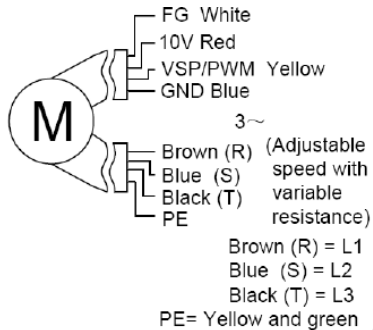 FG White
10V Red
VSP/PWM Yellow
GND Blue
M
3~
Brown (R)
Blue (S)
Black (T)
PE
(Adjustable
speed with
variable
resistance)
Brown (R) = L1
Blue (S) = L2
Black (T) = L3
PE= Yellow and green